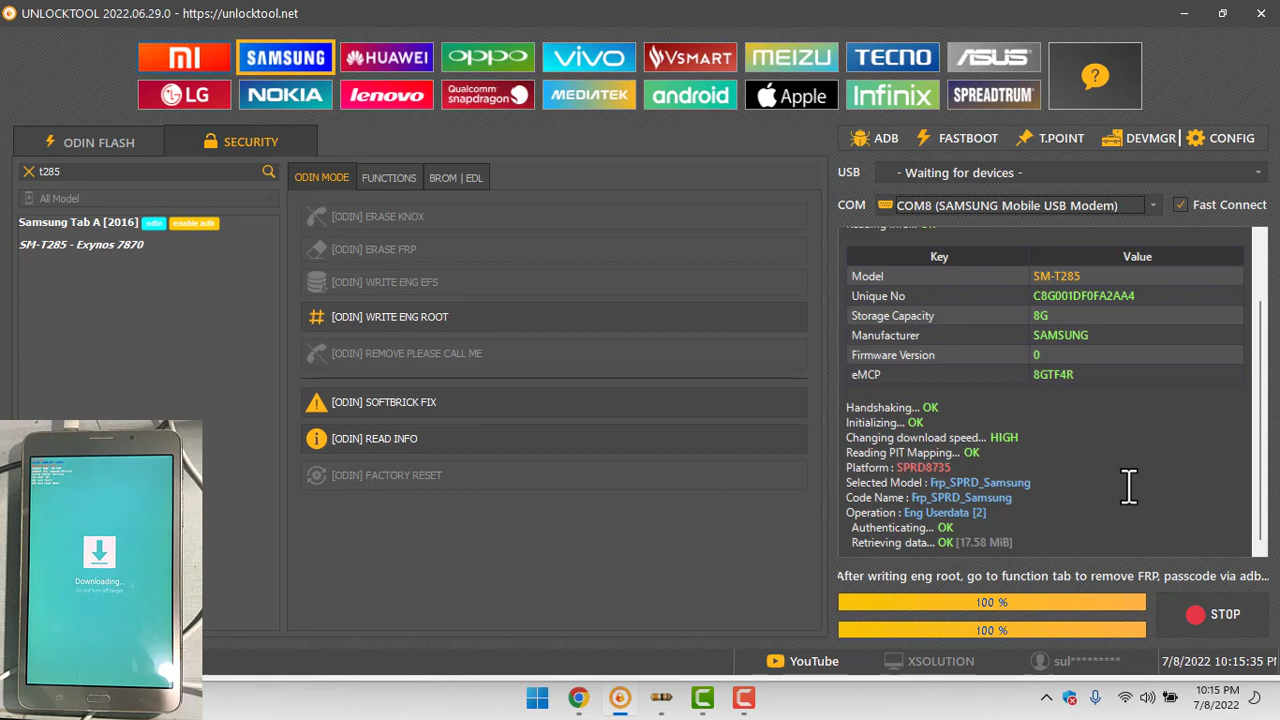 UNLOCKTOOL 2022.06.29.0 - https://unlocktool.net
MI SAMSUNG HUAWEI oppo vivo Vsmart MEIZU TECNO ASUS ?
LG NOKIA lenovo Qualcomm snapdragon MEDIATEK android Apple Infinix SPREADTRUM
ODIN FLASH SECURITY
ADB FASTBOOT T.POINT DEVMGR CONFIG
t285
All Model
Samsung Tab A [2016] odin enable adb
SM-T285 - Exynos 7870
ODIN MODE FUNCTIONS BROM | EDL
[ODIN] ERASE KNOX
[ODIN] ERASE FRP
[ODIN] WRITE ENG EFS
[ODIN] WRITE ENG ROOT
[ODIN] REMOVE PLEASE CALL ME
[ODIN] SOFTBRICK FIX
[ODIN] READ INFO
[ODIN] FACTORY RESET
USB - Waiting for devices -
COM COM8 (SAMSUNG Mobile USB Modem) Fast Connect
Key Value
Model SM-T285
Unique No C8G001DF0FA2AA4
Storage Capacity 8G
Manufacturer SAMSUNG
Firmware Version 0
eMCP 8GTF4R
Handshaking... OK
Initializing... OK
Changing download speed... HIGH
Reading PIT Mapping... OK
Platform : SPRD8735
Selected Model : Frp_SPRD_Samsung
Code Name : Frp_SPRD_Samsung
Operation : Eng Userdata [2]
Authenticating... OK
Retrieving data... OK [17.58 MiB]
After writing eng root, go to function tab to remove FRP, passcode via adb...
100 %
100 %
STOP
Downloading...
Do not turn off target
YouTube XSOLUTION sul********* 7/8/2022 10:15:35 PM
10:15 PM
7/8/2022